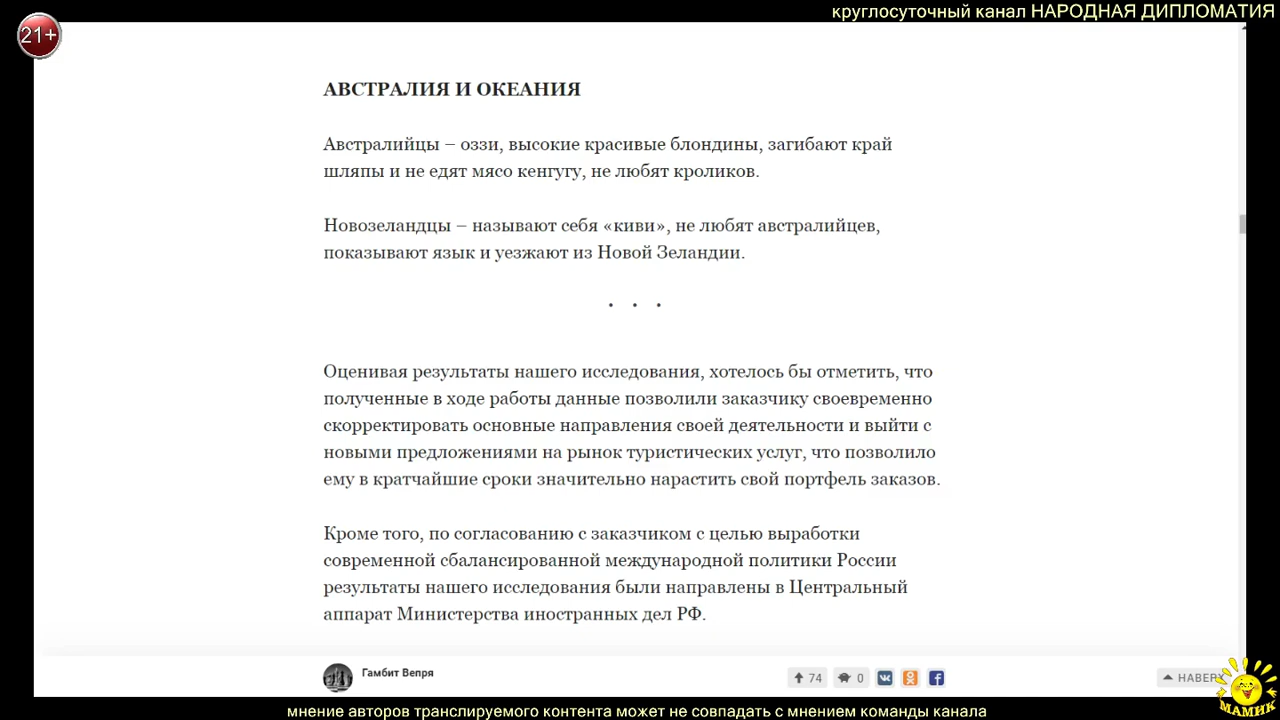 круглосуточный канал НАРОДНАЯ ДИПЛОМАТИЯ
21+
АВСТРАЛИЯ И ОКЕАНИЯ
Австралийцы – оззи, высокие красивые блондины, загибают край
шляпы и не едят мясо кенгугу, не любят кроликов.
Новозеландцы – называют себя «киви», не любят австралийцев,
показывают язык и уезжают из Новой Зеландии.
• • •
Оценивая результаты нашего исследования, хотелось бы отметить, что
полученные в ходе работы данные позволили заказчику своевременно
скорректировать основные направления своей деятельности и выйти с
новыми предложениями на рынок туристических услуг, что позволило
ему в кратчайшие сроки значительно нарастить свой портфель заказов.
Кроме того, по согласованию с заказчиком с целью выработки
современной сбалансированной международной политики России
результаты нашего исследования были направлены в Центральный
аппарат Министерства иностранных дел РФ.
Гамбит Вепря
74
0
НАВЕР
МАМИК
мнение авторов транслируемого контента может не совпадать с мнением команды канала